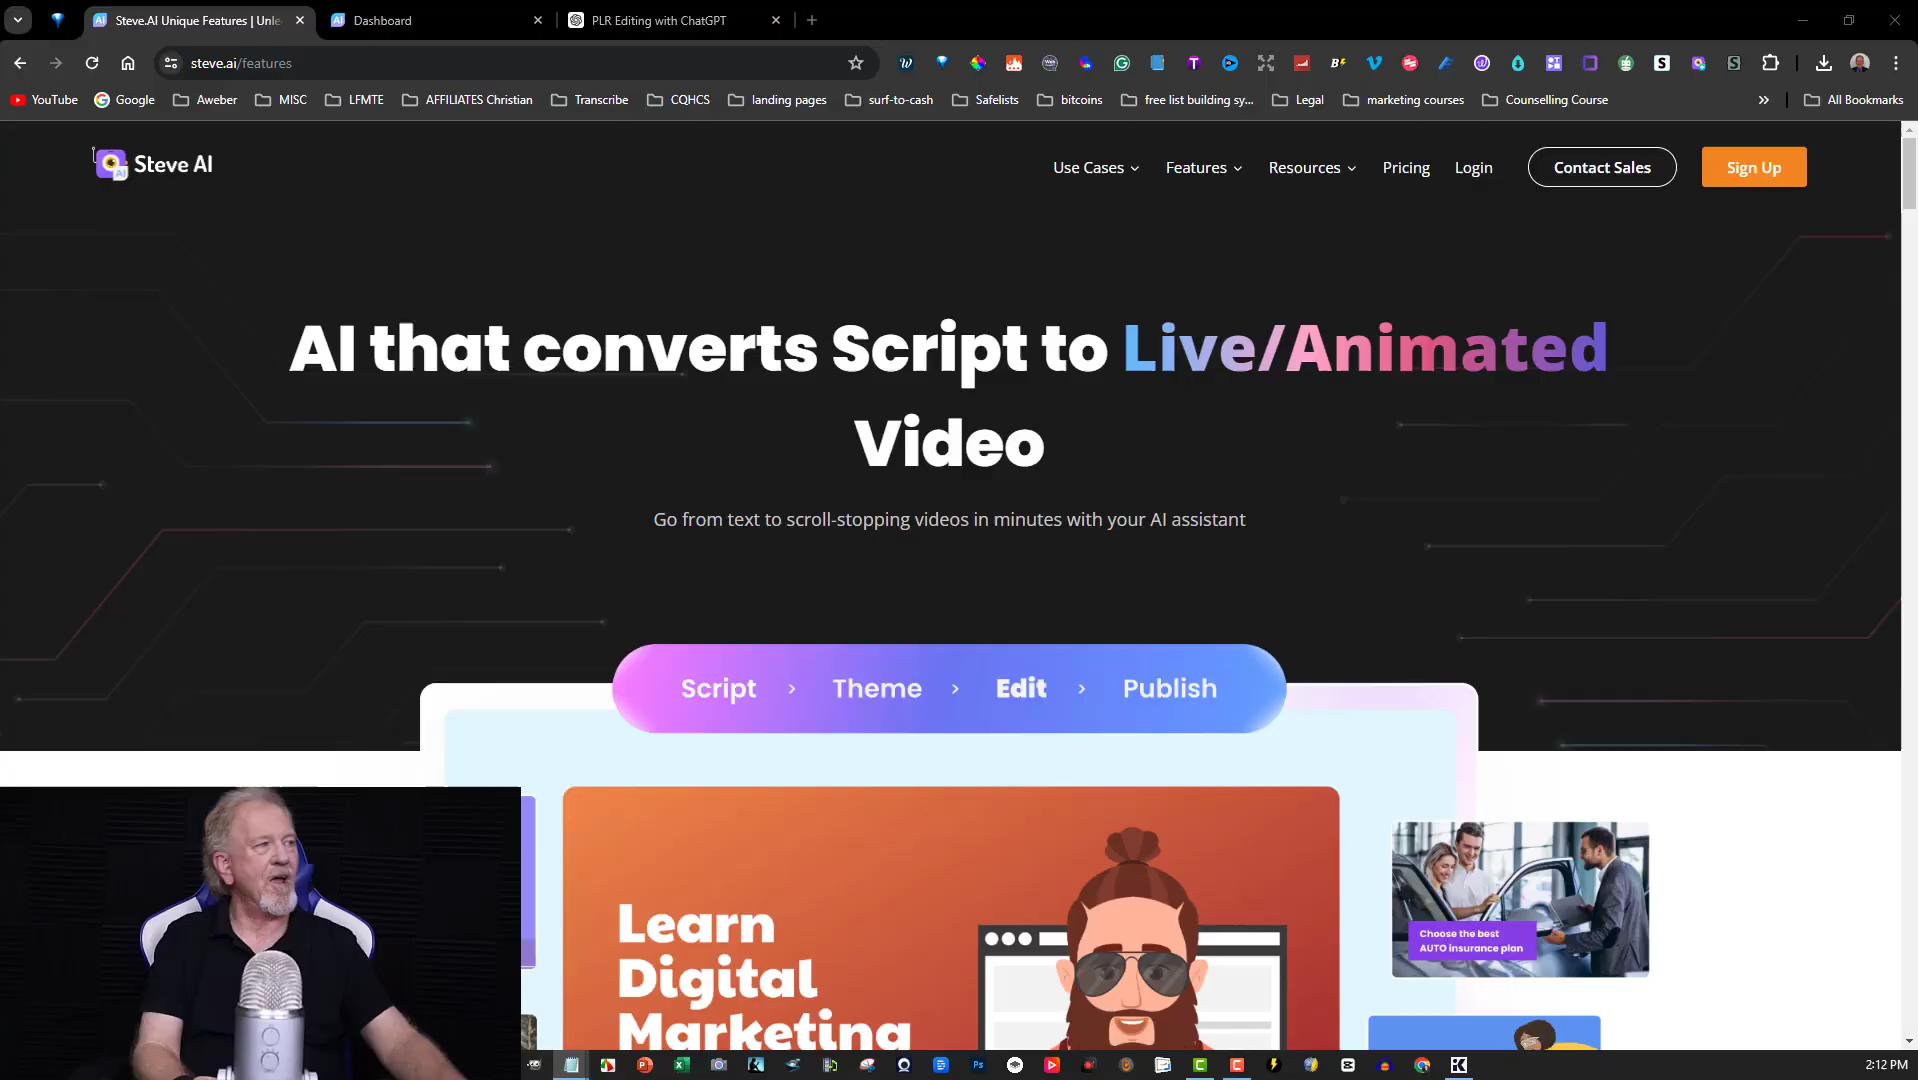 Steve.AI Unique Features | Unle
Dashboard
PLR Editing with ChatGPT
steve.ai/features
YouTube
Google
Aweber
MISC
LFMTE
AFFILIATES Christian
Transcribe
CQHCS
landing pages
surf-to-cash
Safelists
bitcoins
free list building sy...
Legal
marketing courses
Counselling Course
All Bookmarks
Steve AI
Use Cases
Features
Resources
Pricing
Login
Contact Sales
Sign Up
AI that converts Script to Live/Animated
Video
Go from text to scroll-stopping videos in minutes with your AI assistant
Script > Theme > Edit > Publish
Learn
Digital
Marketing
Choose the best
AUTO insurance plan
2:12 PM